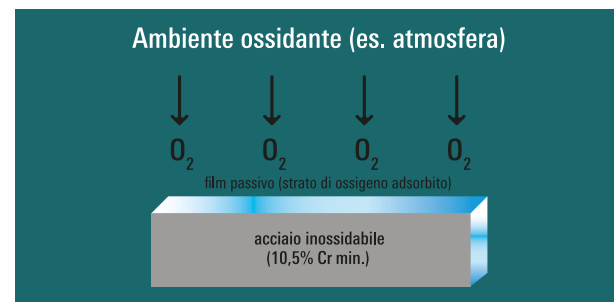 Ambiente ossidante (es. atmosfera)
O₂ O₂ O₂ O₂
film passivo (strato di ossigeno adsorbito)
acciaio inossidabile
(10,5% Cr min.)